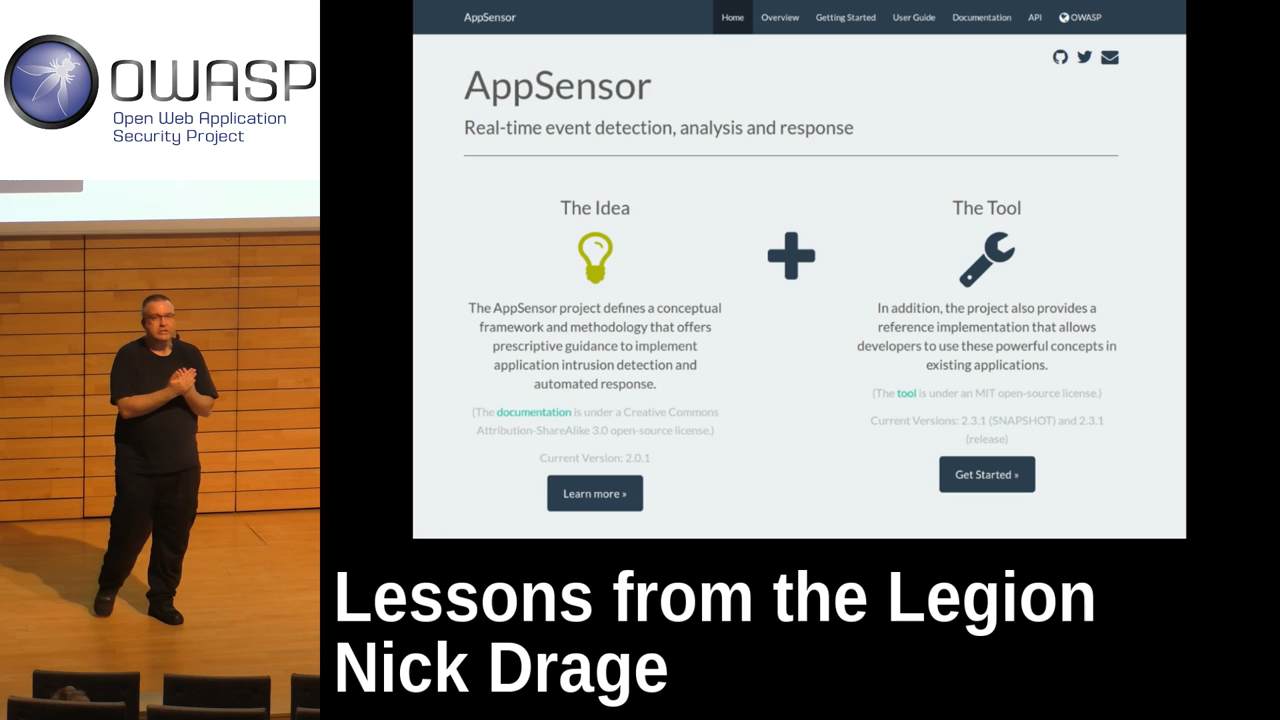 OWASP
Open Web Application
Security Project
AppSensor
Home
Overview
Getting Started
User Guide
Documentation
API
OWASP
AppSensor
Real-time event detection, analysis and response
The Idea
The AppSensor project defines a conceptual
framework and methodology that offers
prescriptive guidance to implement
application intrusion detection and
automated response.
(The documentation is under a Creative Commons
Attribution-ShareAlike 3.0 open-source license.)
Current Version: 2.0.1
Learn more »
The Tool
In addition, the project also provides a
reference implementation that allows
developers to use these powerful concepts in
existing applications.
(The tool is under an MIT open-source license.)
Current Versions: 2.3.1 (SNAPSHOT) and 2.3.1
(release)
Get Started »
Lessons from the Legion
Nick Drage